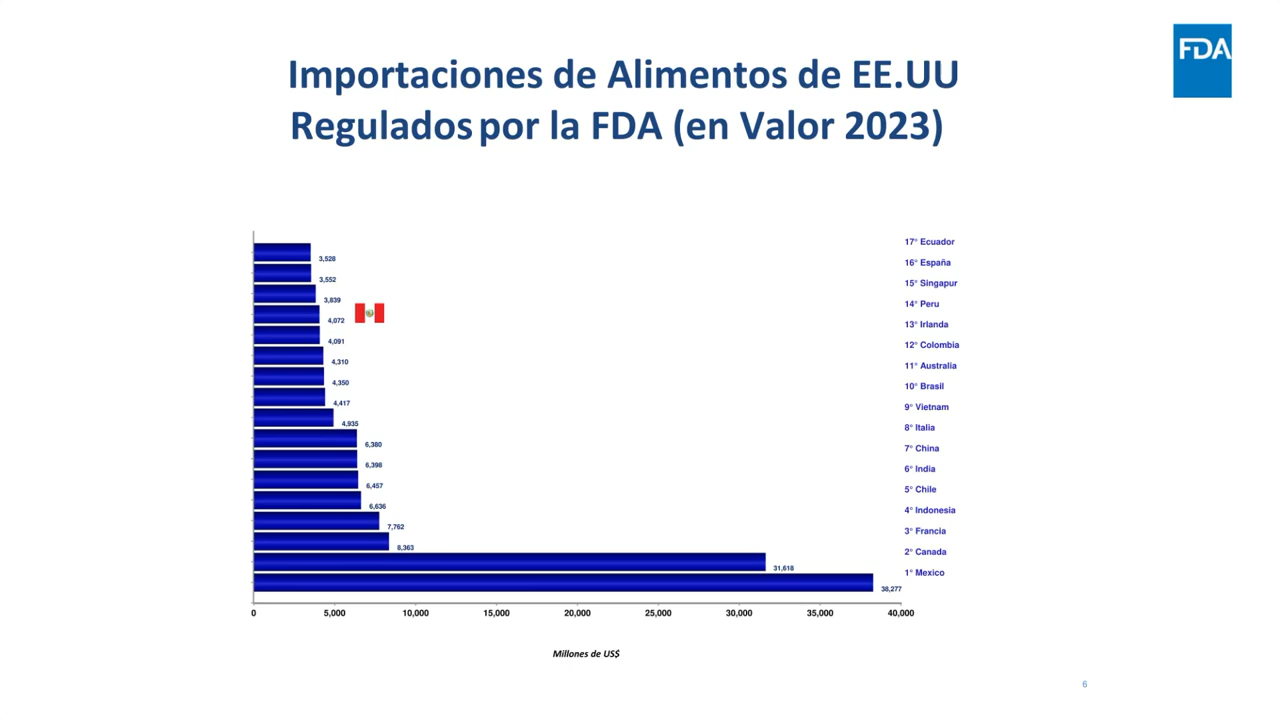 FDA
Importaciones de Alimentos de EE.UU
Regulados por la FDA (en Valor 2023)
17° Ecuador
3,528
16° España
3,552
15° Singapur
3,839
14° Peru
4,072
13° Irlanda
4,091
12° Colombia
4,310
11° Australia
4,350
10° Brasil
4,417
9° Vietnam
4,935
8° Italia
6,380
7° China
6,398
6° India
6,457
5° Chile
6,636
4° Indonesia
7,762
3° Francia
8,363
2° Canada
31,618
1° Mexico
38,277
0 5,000 10,000 15,000 20,000 25,000 30,000 35,000 40,000
Millones de US$
6